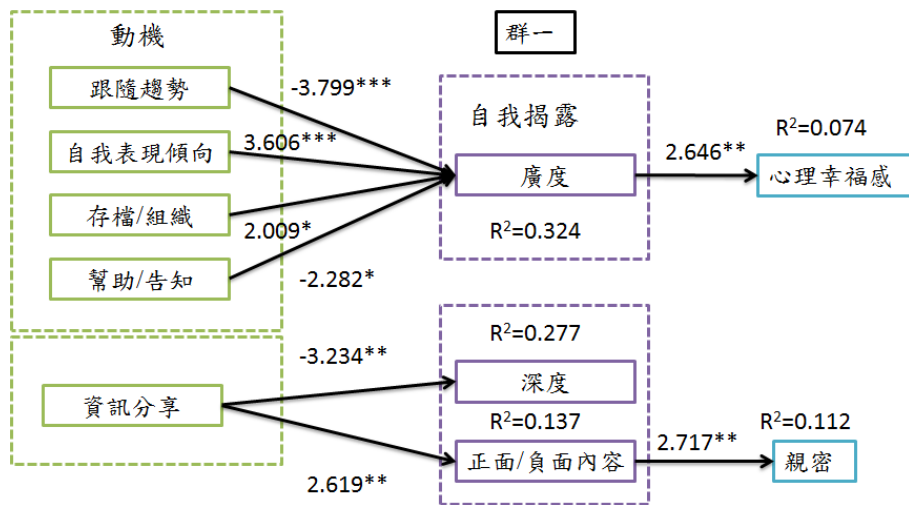 動機
群一
跟隨趨勢
-3.799***
自我揭露
R²=0.074
自我表現傾向
3.606***
廣度
2.646**
心理幸福感
存檔/組織
2.009*
R²=0.324
幫助/告知
-2.282*
R²=0.277
-3.234**
深度
資訊分享
R²=0.137
R²=0.112
正面/負面內容
2.717**
親密
2.619**